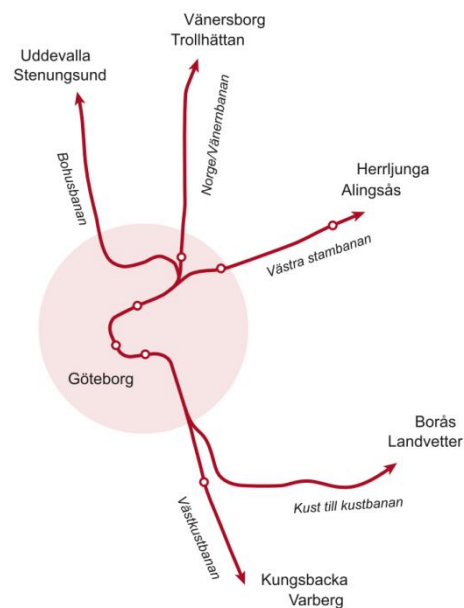 Vänersborg
Trollhättan
Uddevalla
Stenungsund
Bohusbanan
Norge/Vänernbanan
Herrljunga
Alingsås
Västra stambanan
Göteborg
Borås
Landvetter
Kust till kustbanan
Västkustbanan
Kungsbacka
Varberg